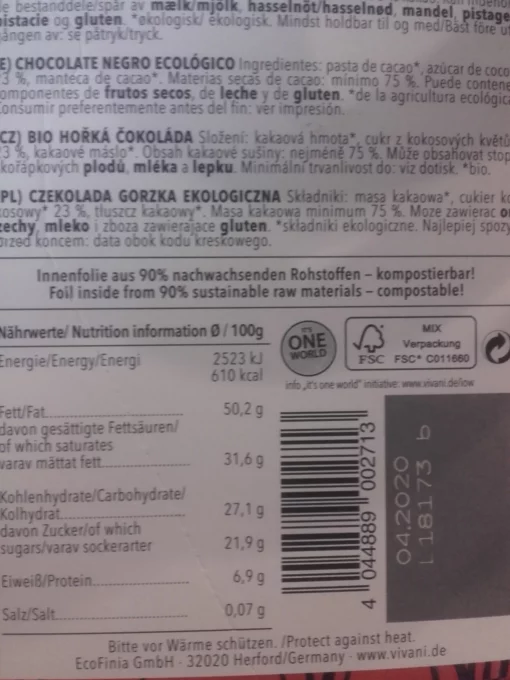 bestanddele/spår av mælk/mjölk, hasselnöt/hasselnød, mandel,
pistacie og gluten. *økologisk/ ekologisk. Mindst holdbar til og med/Bäst före
gången av: se påtryk/tryck.
E) CHOCOLATE NEGRO ECOLÓGICO Ingredientes: pasta de cacao*, azúcar de coco
3 %, manteca de cacao*. Materias secas de cacao: mínimo 75 %. Puede contene
componentes de frutos secos, de leche y de gluten. *de la agricultura ecológica
Consumir preferentemente antes del fin: ver impresión.
CZ) BIO HOŘKÁ ČOKOLÁDA Složení: kakaová hmota*, cukr z kokosových květů
3 %, kakaové máslo*. Obsah kakaové sušiny: nejméně 75 %. Může obsahovat stop
skořápkových plodů, mléka a lepku. Minimální trvanlivost do: viz dotisk. *bio.
PL) CZEKOLADA GORZKA EKOLOGICZNA Składniki: masa kakaowa*, cukier ko
kosowy* 23 %, tłuszcz kakaowy*. Masa kakaowa minimum 75 %. Może zawierać o
zechy, mleko i zboża zawierające gluten. *składniki ekologiczne. Najlepiej spozy
przed końcem: data obok kodu kreskowego.
Innenfolie aus 90% nachwachsenden Rohstoffen – kompostierbar!
Foil inside from 90% sustainable raw materials – compostable!
Nährwerte/ Nutrition information Ø / 100g
Energie/Energy/Energi 2523 kJ
610 kcal
Fett/Fat 50,2 g
davon gesättigte Fettsäuren/
of which saturates
varav mättat fett 31,6 g
Kohlenhydrate/Carbohydrate/
Kolhydrat 27,1 g
davon Zucker/of which
sugars/varav sockerarter 21,9 g
Eiweiß/Protein 6,9 g
Salz/Salt 0,07 g
IT'S
ONE
WORLD
FSC
MIX
Verpackung
FSC® C011660
info „it's one world" initiative: www.vivani.de/ow
4 044889 002713
04.2020
L 18173 b
Bitte vor Wärme schützen. /Protect against heat.
EcoFinia GmbH · 32020 Herford/Germany · www.vivani.de